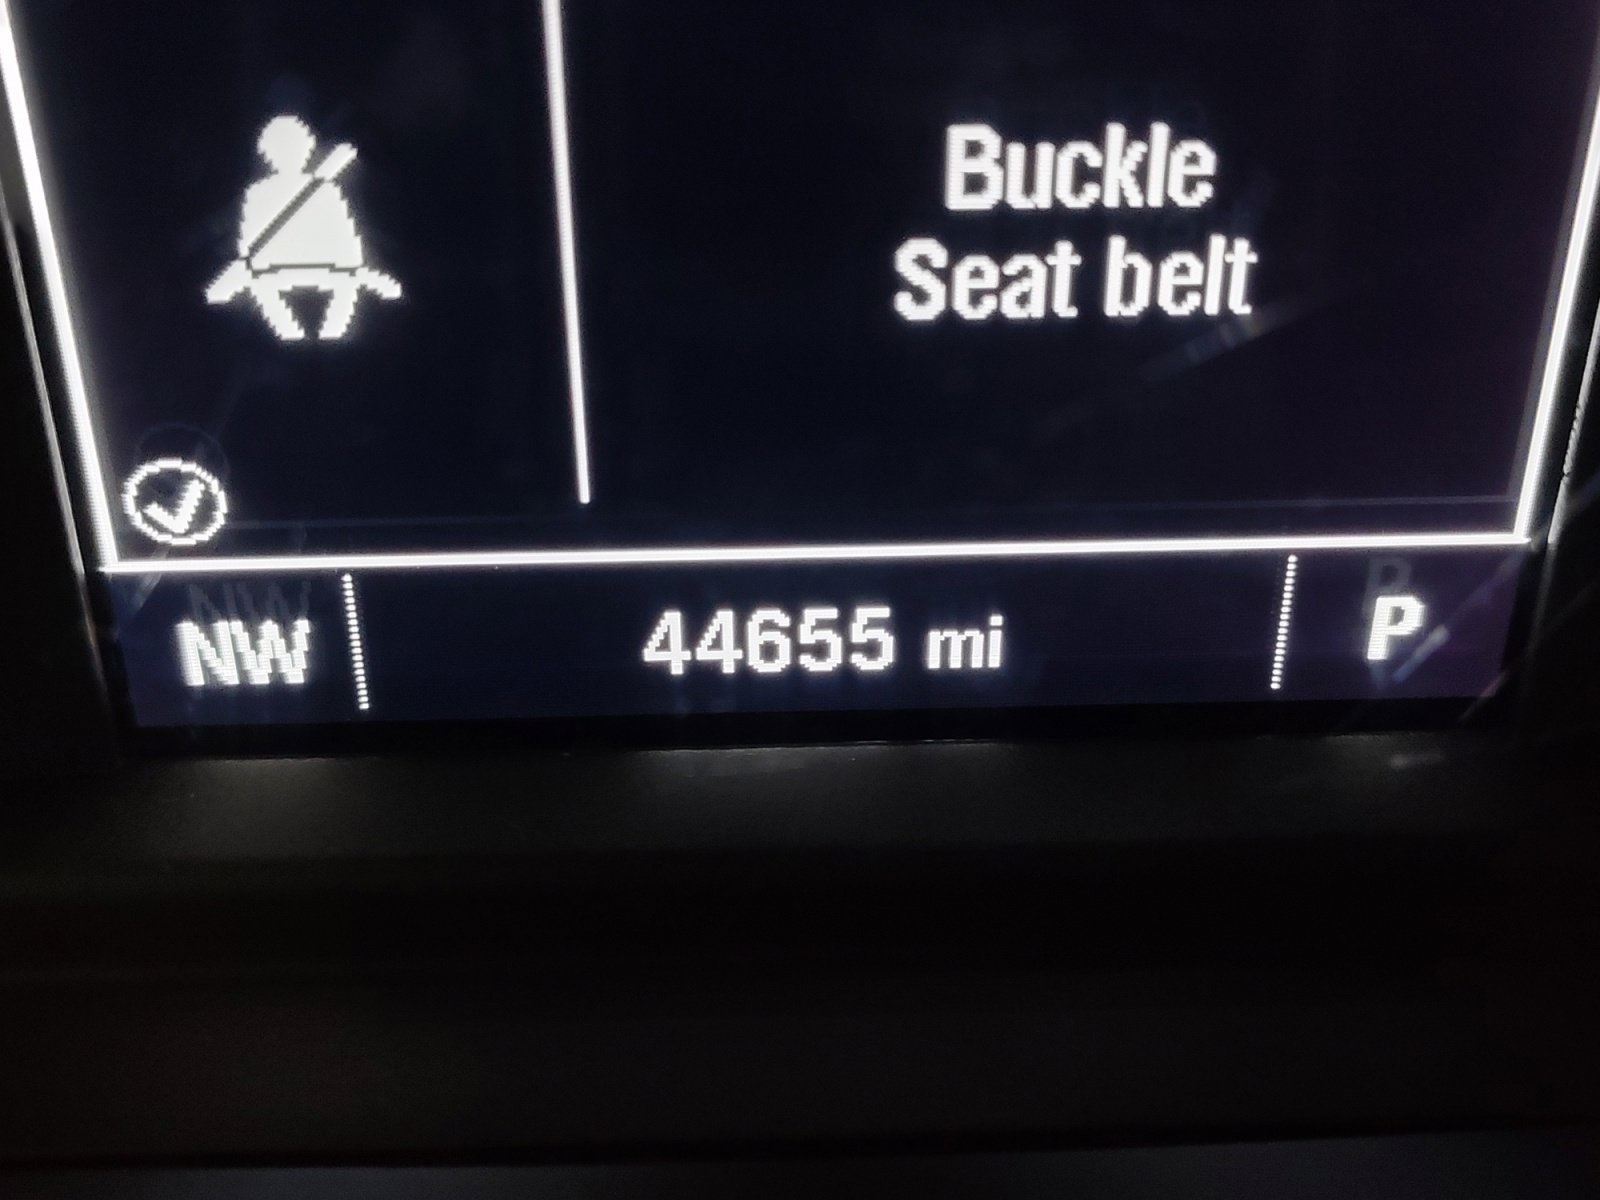 Buckle
Seat belt
NW 44655 mi P